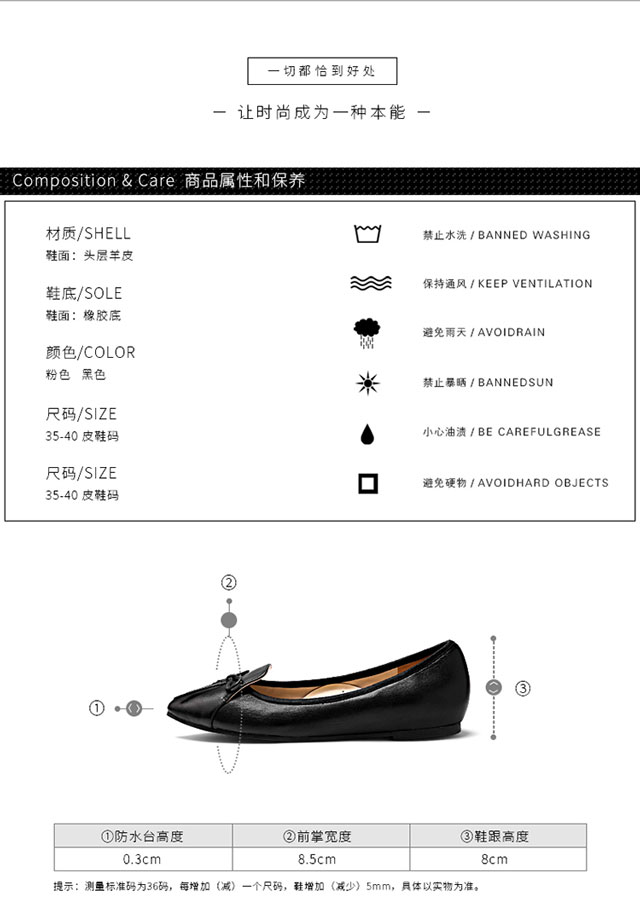 一切都恰到好处
— 让时尚成为一种本能 —
Composition & Care 商品属性和保养
材质/SHELL
鞋面：头层羊皮
鞋底/SOLE
鞋面：橡胶底
颜色/COLOR
粉色 黑色
尺码/SIZE
35-40 皮鞋码
尺码/SIZE
35-40 皮鞋码
禁止水洗 / BANNED WASHING
保持通风 / KEEP VENTILATION
避免雨天 / AVOIDRAIN
禁止暴晒 / BANNEDSUN
小心油渍 / BE CAREFULGREASE
避免硬物 / AVOIDHARD OBJECTS
②
①
③
①防水台高度 ②前掌宽度 ③鞋跟高度
0.3cm 8.5cm 8cm
提示：测量标准码为36码，每增加（减）一个尺码，鞋增加（减少）5mm，具体以实物为准。